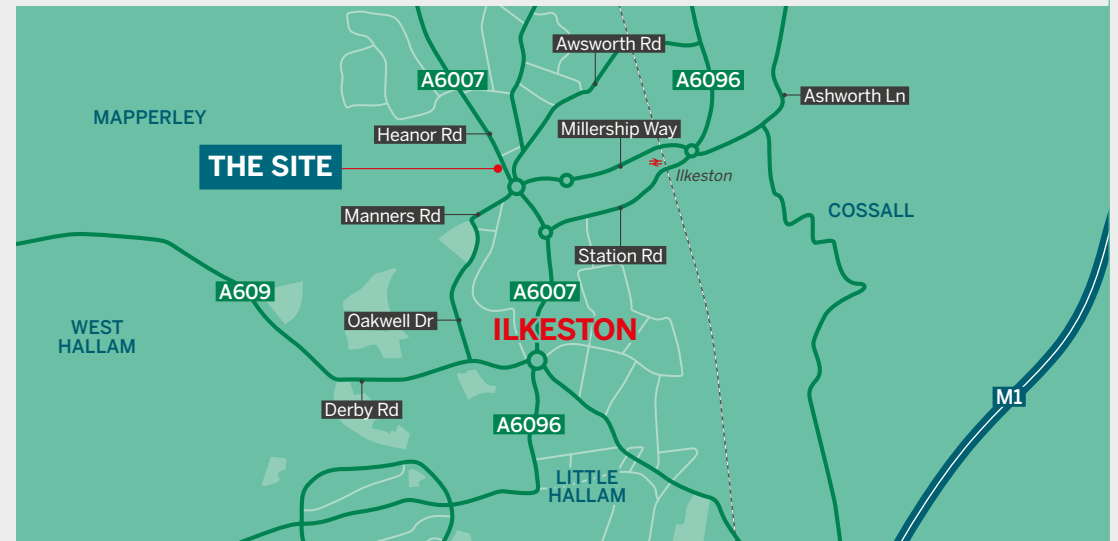 Awsworth Rd
A6007
A6096
Ashworth Ln
MAPPERLEY
Heanor Rd
Millership Way
THE SITE
Ilkeston
Manners Rd
COSSALL
Station Rd
A609
A6007
Oakwell Dr
ILKESTON
WEST
HALLAM
M1
Derby Rd
A6096
LITTLE
HALLAM